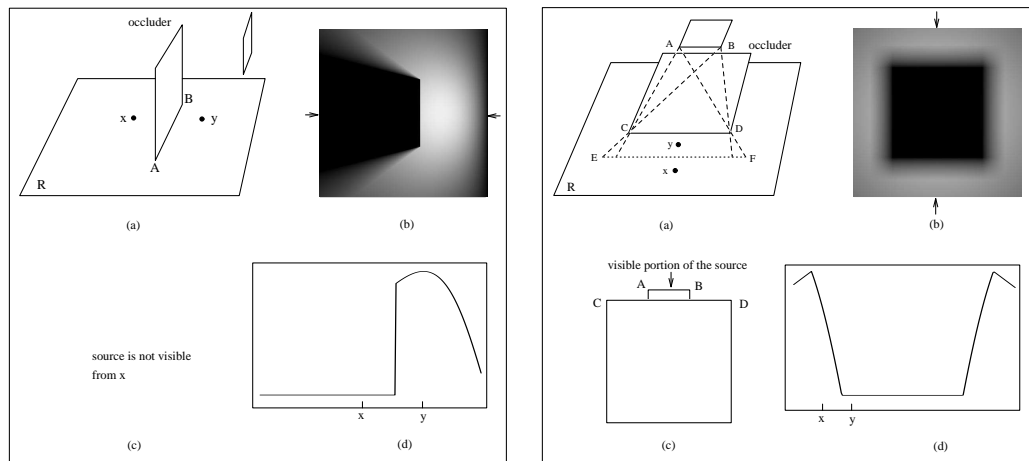 occluder
B
x
y
A
R
(a)
(b)
source is not visible
from x
(c)
x
y
(d)
A
B
occluder
C
D
y
E
F
x
R
(a)
(b)
visible portion of the source
A
B
C
D
(c)
x
y
(d)